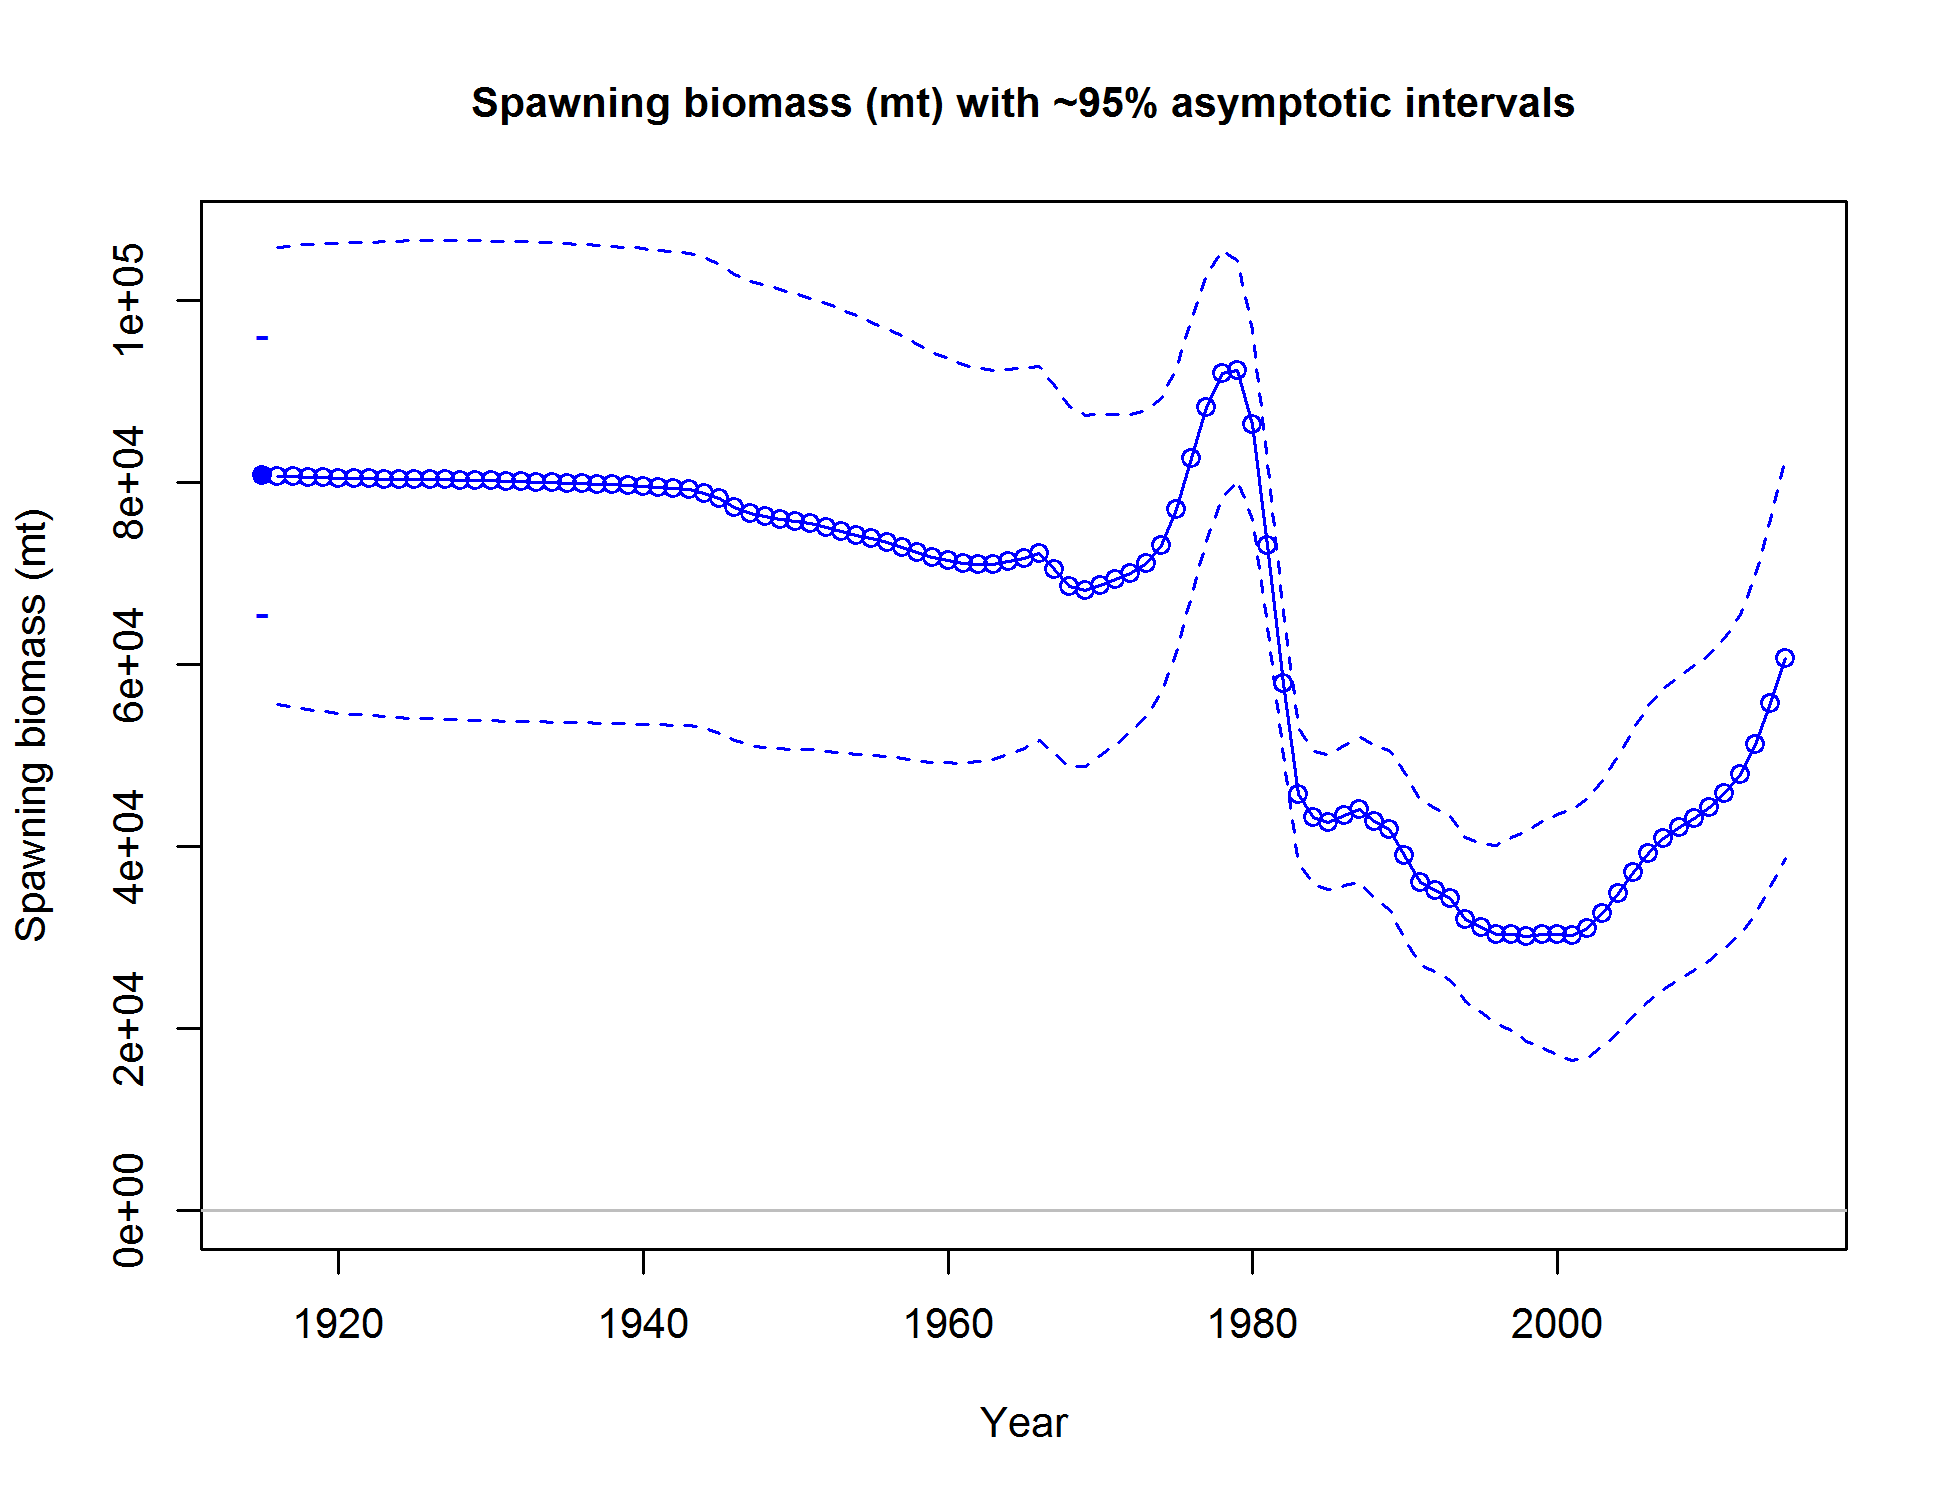 Spawning biomass (mt) with ~95% asymptotic intervals
Spawning biomass (mt)
1e+05
8e+04
6e+04
4e+04
2e+04
0e+00
1920 1940 1960 1980 2000
Year